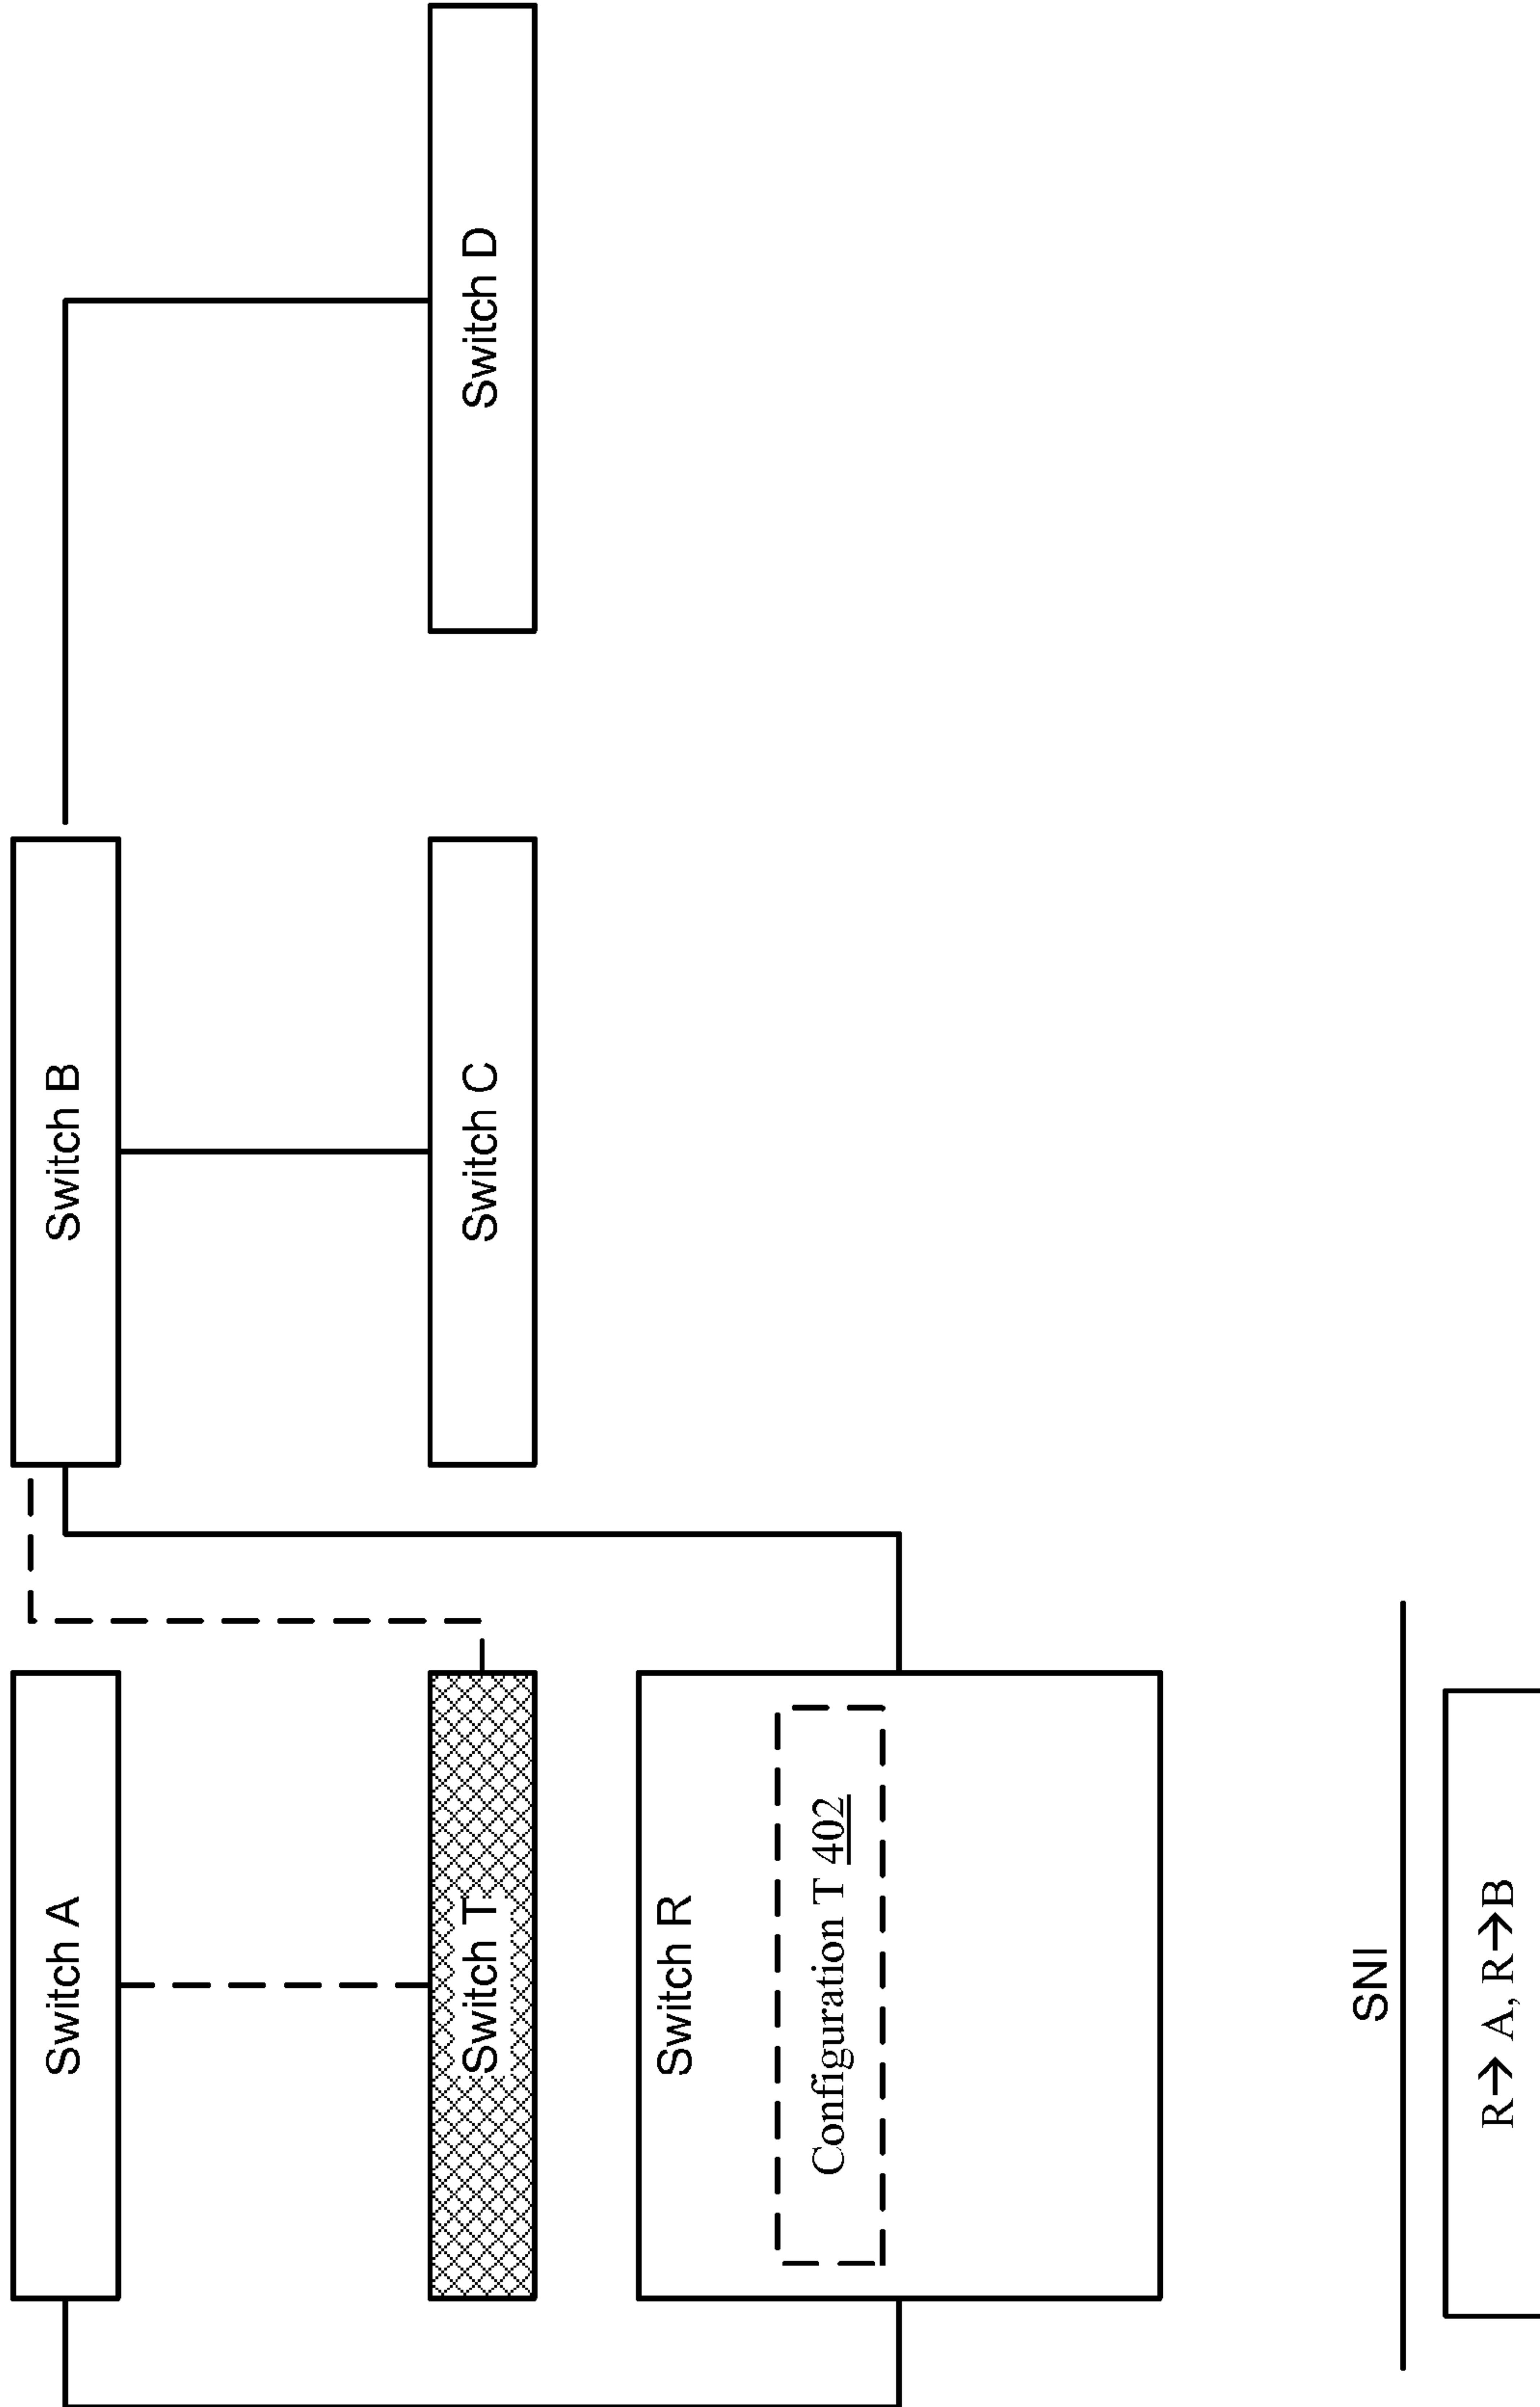 Switch A
Switch B
Switch T
Switch C
Switch D
Switch R
Configuration T 402
SNI
R→ A, R→B